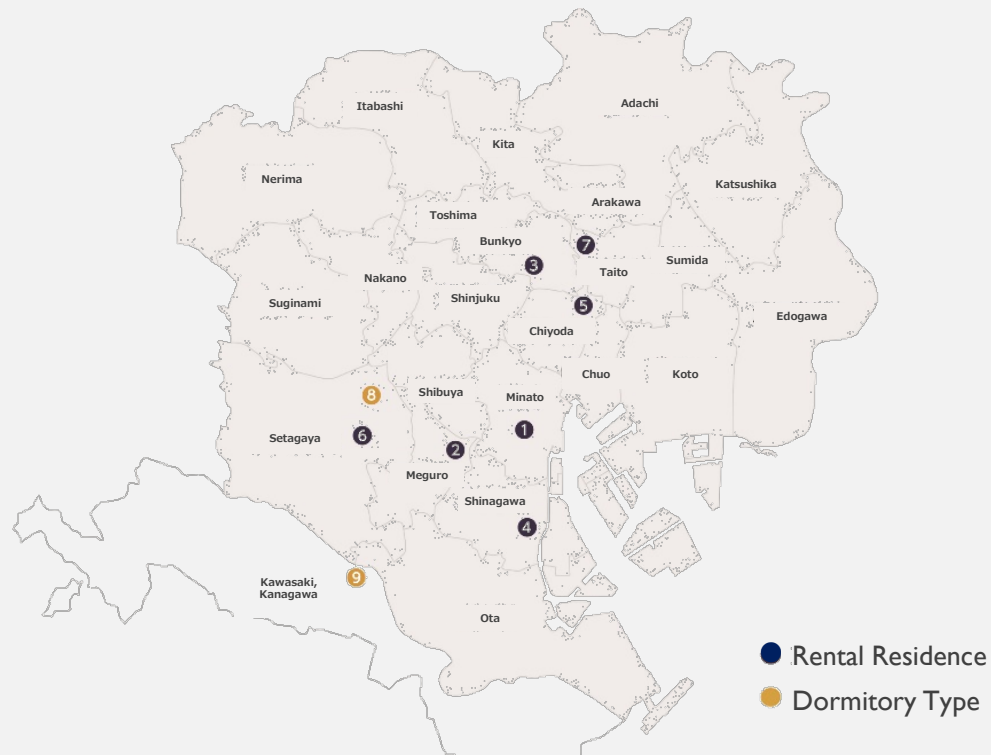 Itabashi
Adachi
Kita
Nerima
Katsushika
Arakawa
Toshima
Bunkyo
7
3
Taito
Sumida
Nakano
Suginami
Shinjuku
5
Chiyoda
Edogawa
Chuo
Koto
8
Shibuya
Minato
Setagaya
6
2
1
Meguro
Shinagawa
4
9
Kawasaki,
Kanagawa
Ota
Rental Residence
Dormitory Type